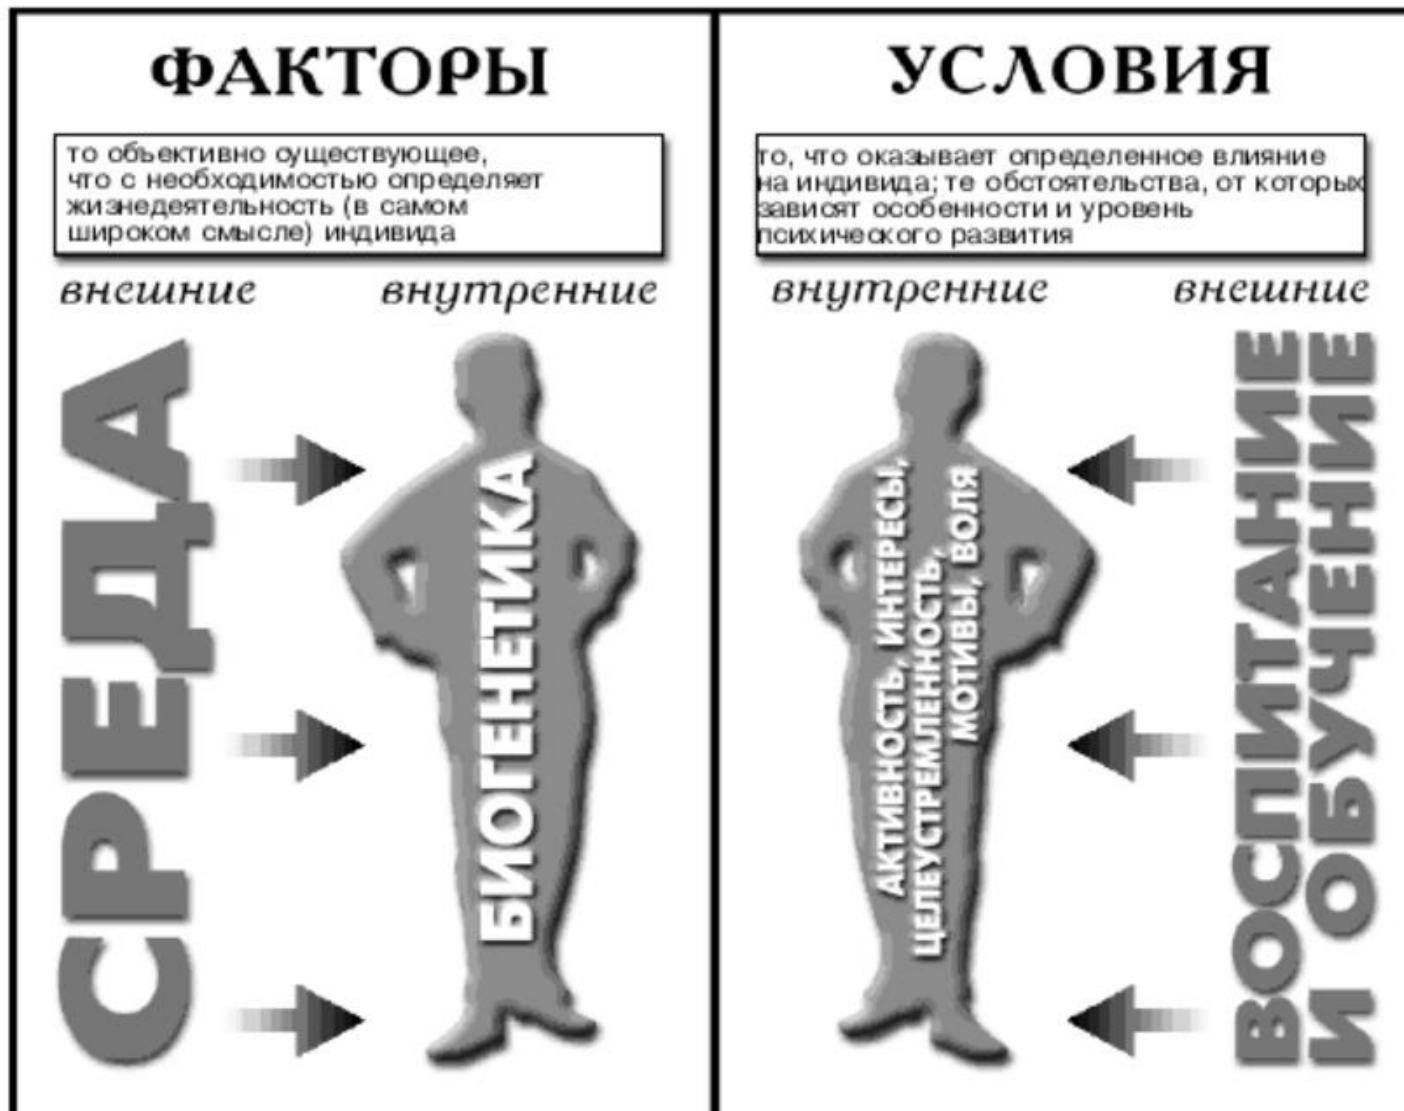 ФАКТОРЫ
то объективно существующее,
что с необходимостью определяет
жизнедеятельность (в самом
широком смысле) индивида
внешние
внутренние
СРЕДА
БИОГЕНЕТИКА
УСЛОВИЯ
то, что оказывает определенное влияние
на индивида; те обстоятельства, от которых
зависят особенности и уровень
психического развития
внутренние
внешние
АКТИВНОСТЬ, ИНТЕРЕСЫ,
ЦЕЛЕУСТРЕМЛЕННОСТЬ,
МОТИВЫ, ВОЛЯ
ВОСПИТАНИЕ
И ОБУЧЕНИЕ